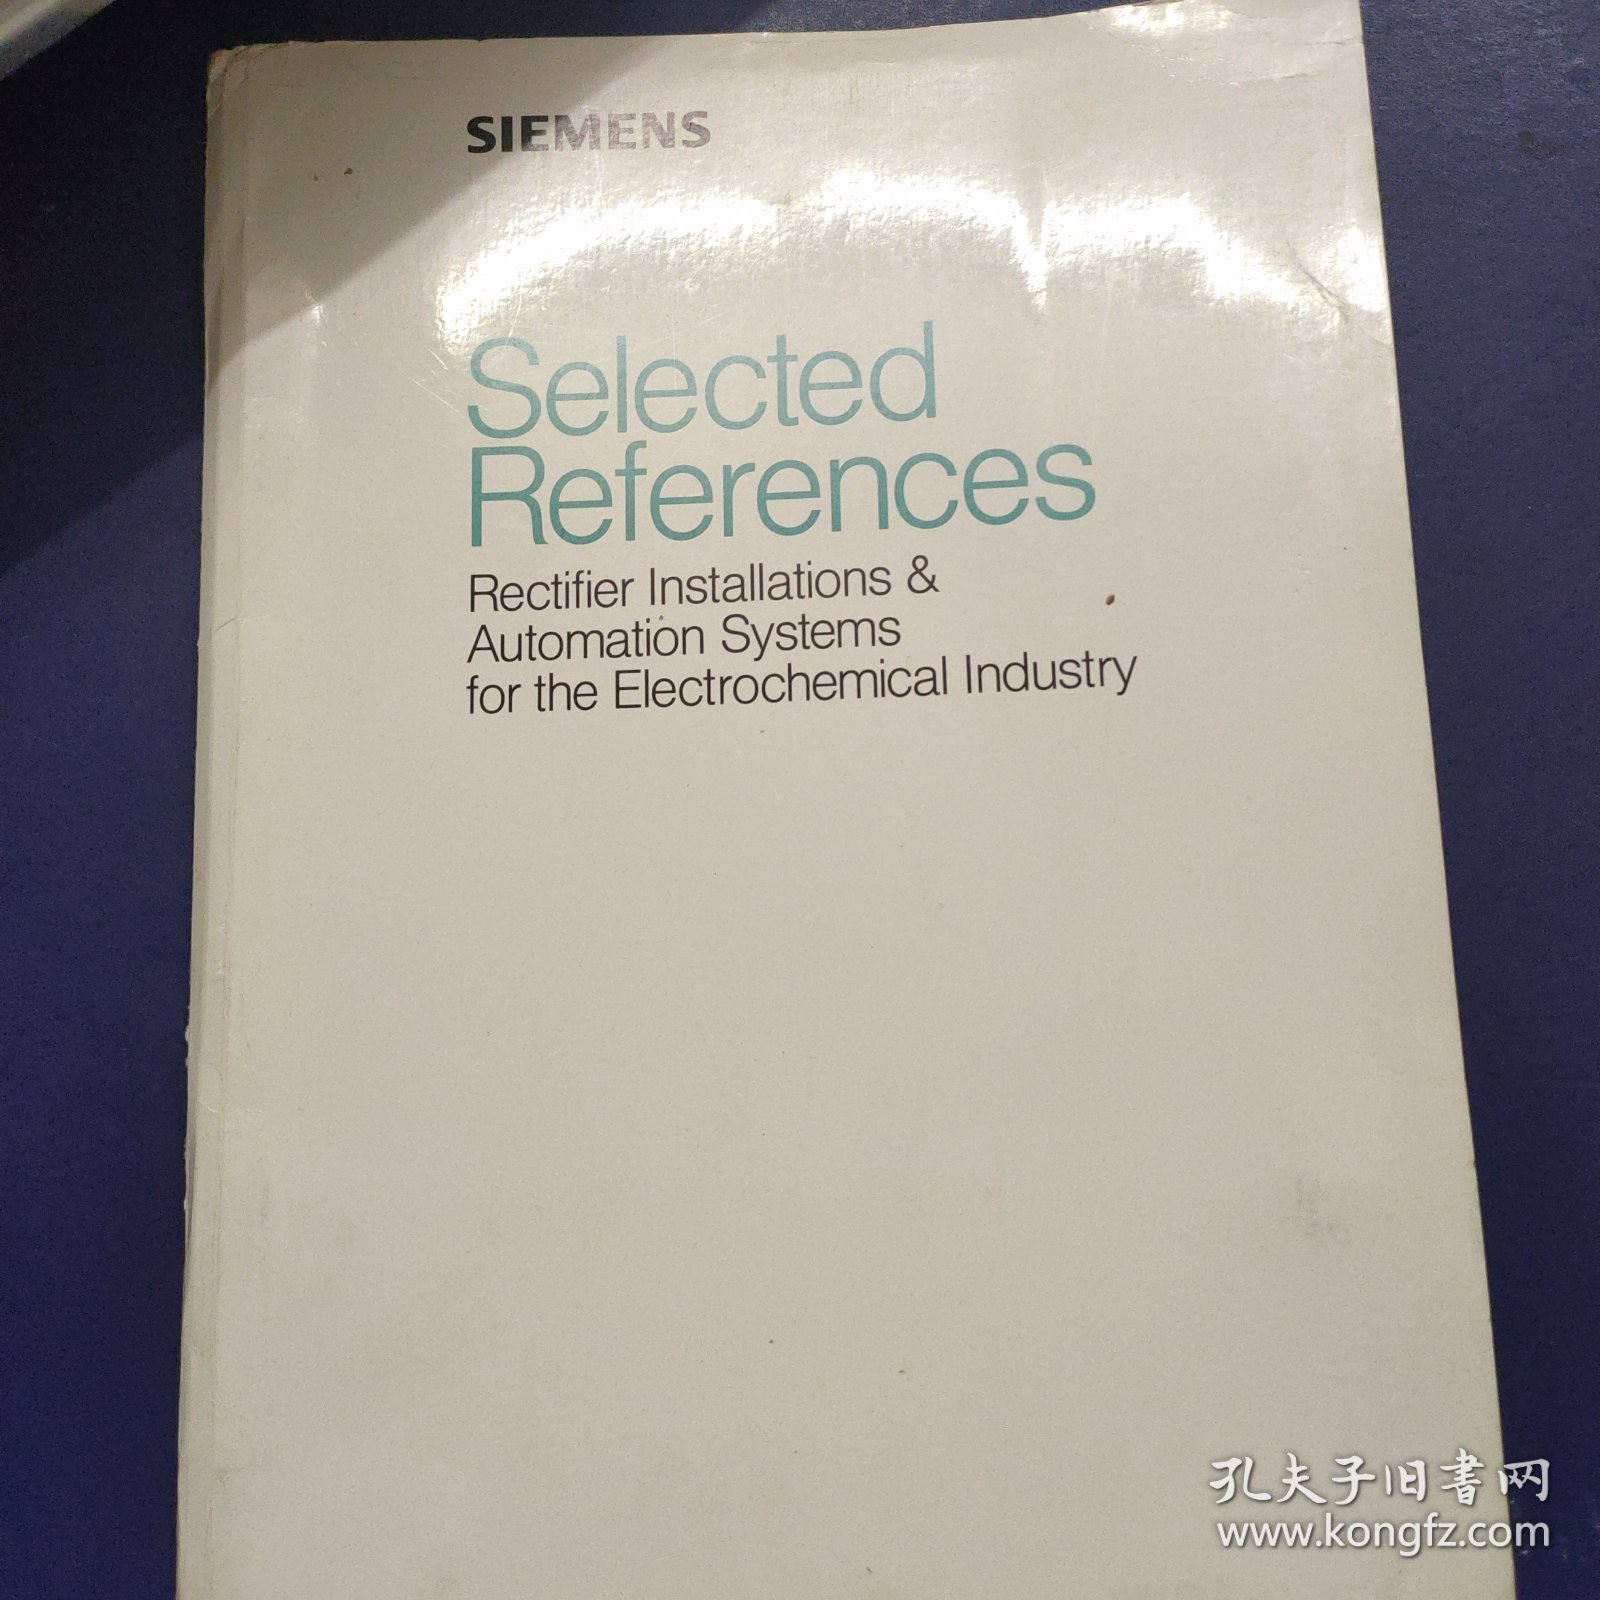 SIEMENS
Selected
References
Rectifier Installations &
Automation Systems
for the Electrochemical Industry
孔夫子旧书网
www.kongfz.com